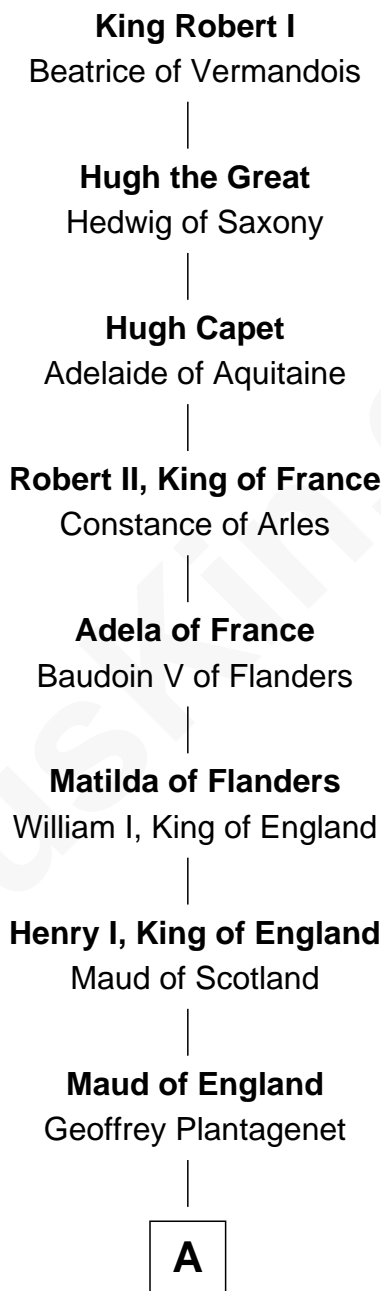 King Robert I
Beatrice of Vermandois
Hugh the Great
Hedwig of Saxony
Hugh Capet
Adelaide of Aquitaine
Robert II, King of France
Constance of Arles
Adela of France
Baudoin V of Flanders
Matilda of Flanders
William I, King of England
Henry I, King of England
Maud of Scotland
Maud of England
Geoffrey Plantagenet
A